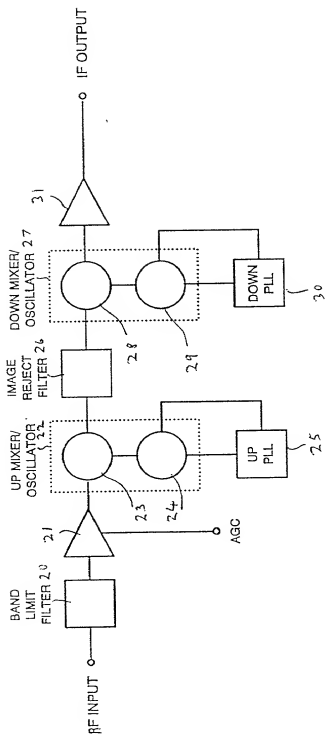 RF INPUT
BAND
LIMIT
FILTER 20
21
AGC
UP MIXER/
OSCILLATOR 22
23
24
UP
PLL
25
IMAGE
REJECT
FILTER 26
DOWN MIXER/
OSCILLATOR 27
28
29
DOWN
PLL
30
31
IF OUTPUT